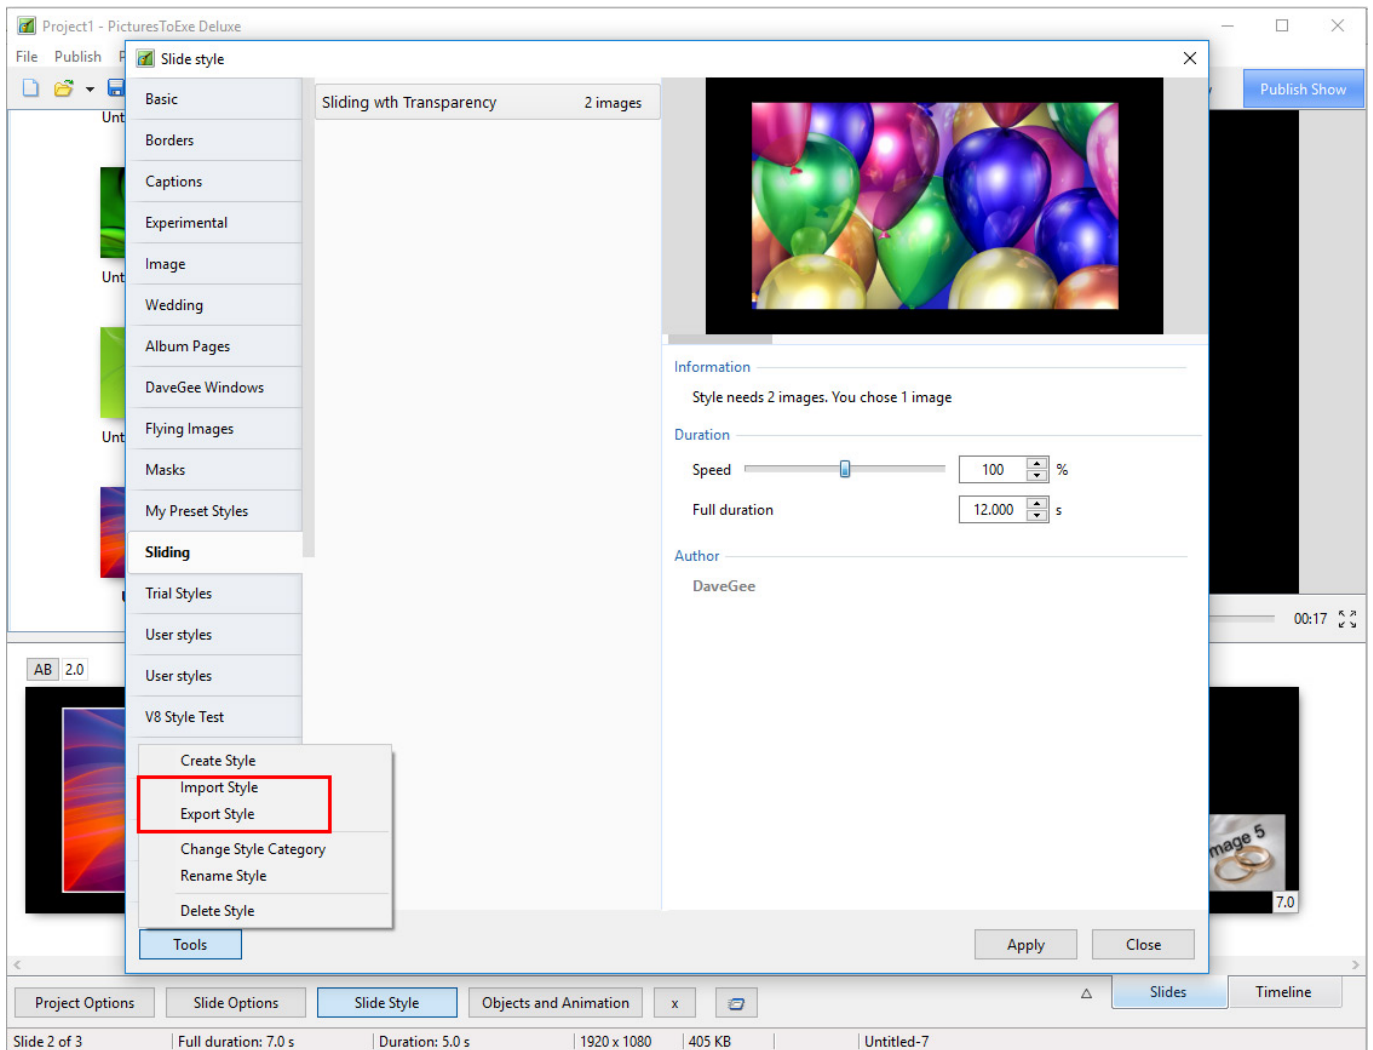 Project1 - PicturesToExe Deluxe
File Publish P
Slide style
Publish Show
Basic
Borders
Captions
Experimental
Image
Wedding
Album Pages
DaveGee Windows
Flying Images
Masks
My Preset Styles
Sliding
Trial Styles
User styles
User styles
V8 Style Test
Sliding wth Transparency 2 images
Information
Style needs 2 images. You chose 1 image
Duration
Speed 100 %
Full duration 12.000 s
Author
DaveGee
Unt
Unt
Unt
00:17
AB 2.0
Create Style
Import Style
Export Style
Change Style Category
Rename Style
Delete Style
mage 5
7.0
Tools
Apply Close
Project Options Slide Options Slide Style Objects and Animation x
Slides Timeline
Slide 2 of 3 Full duration: 7.0 s Duration: 5.0 s 1920 x 1080 405 KB Untitled-7